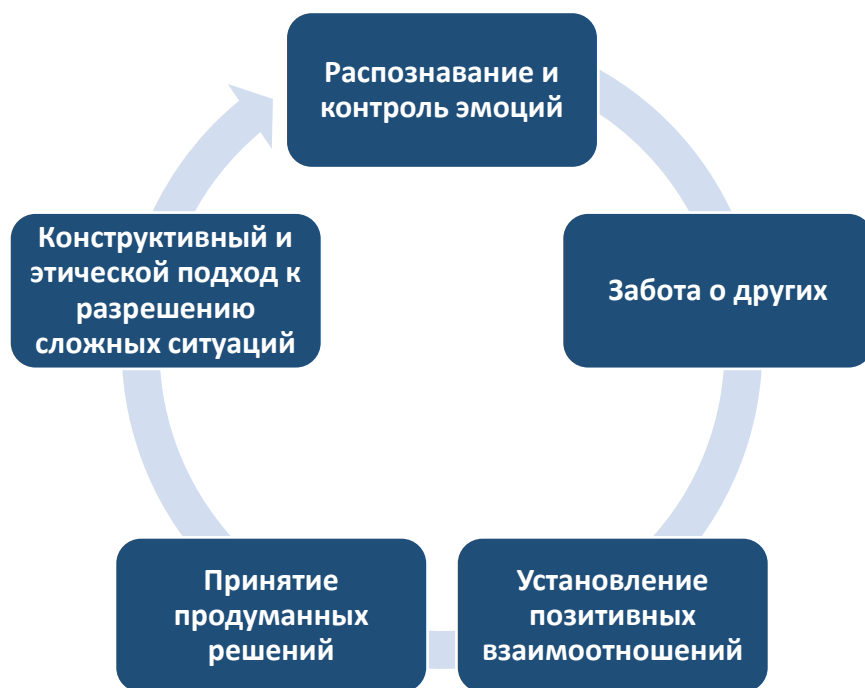 Распознавание и
контроль эмоций
Забота о других
Установление
позитивных
взаимоотношений
Принятие
продуманных
решений
Конструктивный и
этической подход к
разрешению
сложных ситуаций